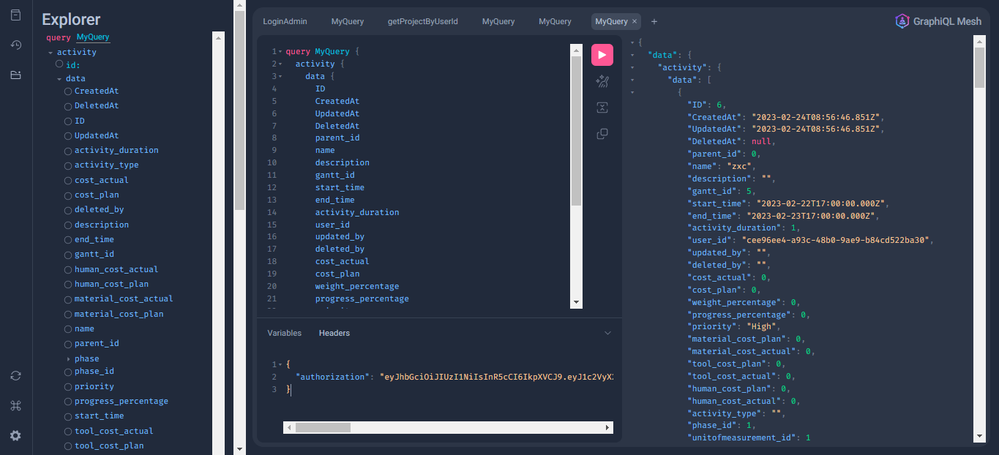 Explorer
query MyQuery
activity
id:
data
CreatedAt
DeletedAt
ID
UpdatedAt
activity_duration
activity_type
cost_actual
cost_plan
deleted_by
description
end_time
gantt_id
human_cost_actual
human_cost_plan
material_cost_actual
material_cost_plan
name
parent_id
phase
phase_id
priority
progress_percentage
start_time
tool_cost_actual
tool_cost_plan
LoginAdmin MyQuery getProjectByUserId MyQuery MyQuery MyQuery × +
GraphiQL Mesh
1 query MyQuery {
2 activity {
3 data {
4 ID
5 CreatedAt
6 UpdatedAt
7 DeletedAt
8 parent_id
9 name
10 description
11 gantt_id
12 start_time
13 end_time
14 activity_duration
15 user_id
16 updated_by
17 deleted_by
18 cost_actual
19 cost_plan
20 weight_percentage
21 progress_percentage
Variables Headers
1 {
2 "authorization": "eyJhbGciOiJIUzI1NiIsInR5cCI6IkpXVCJ9.eyJ1c2VyX
3 }
{
"data": {
"activity": {
"data": [
{
"ID": 6,
"CreatedAt": "2023-02-24T08:56:46.851Z",
"UpdatedAt": "2023-02-24T08:56:46.851Z",
"DeletedAt": null,
"parent_id": 0,
"name": "zxc",
"description": "",
"gantt_id": 5,
"start_time": "2023-02-22T17:00:00.000Z",
"end_time": "2023-02-23T17:00:00.000Z",
"activity_duration": 1,
"user_id": "cee96ee4-a93c-48b0-9ae9-b84cd522ba30",
"updated_by": "",
"deleted_by": "",
"cost_actual": 0,
"cost_plan": 0,
"weight_percentage": 0,
"progress_percentage": 0,
"priority": "High",
"material_cost_plan": 0,
"material_cost_actual": 0,
"tool_cost_plan": 0,
"tool_cost_actual": 0,
"human_cost_plan": 0,
"human_cost_actual": 0,
"activity_type": "",
"phase_id": 1,
"unitofmeasurement_id": 1